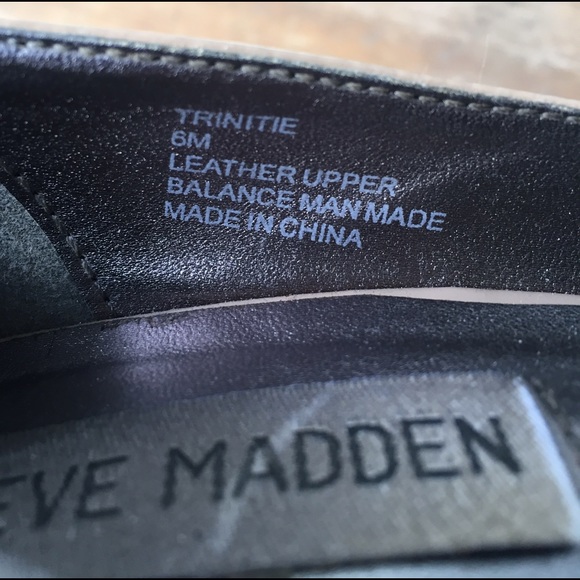 TRINITIE
6M
LEATHER UPPER
BALANCE MAN MADE
MADE IN CHINA
EVE MADDEN